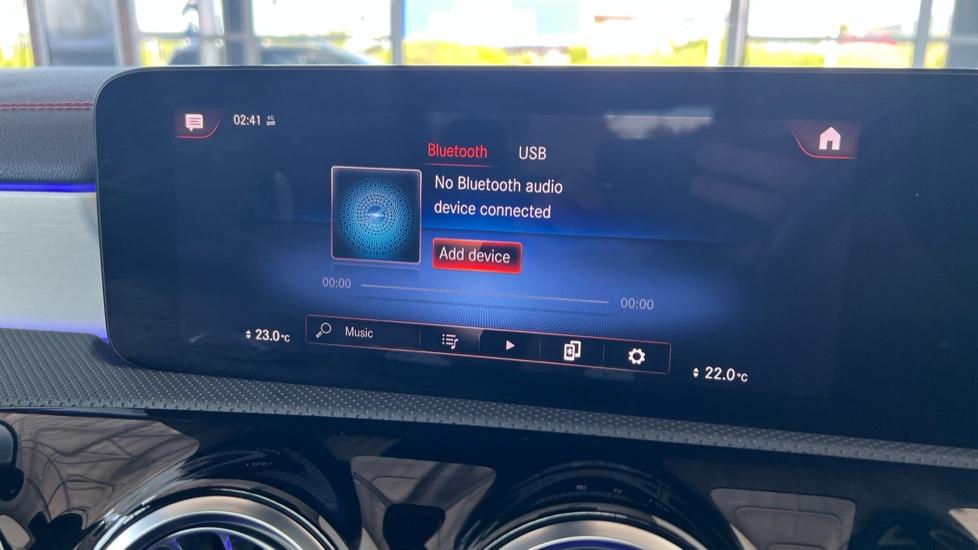 02:41 4G
Bluetooth USB
No Bluetooth audio
device connected
Add device
00:00 00:00
Music
23.0°C
22.0°C